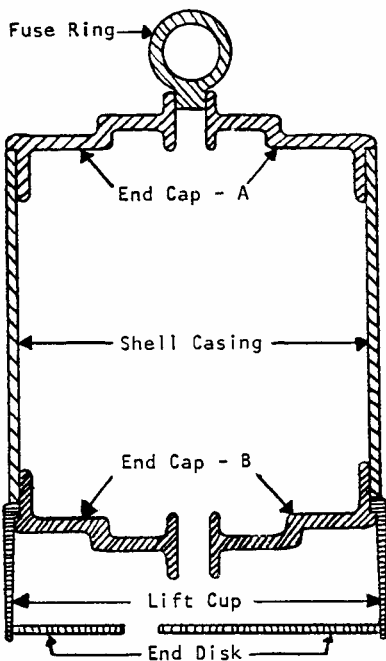 Fuse Ring
End Cap - A
Shell Casing
End Cap - B
Lift Cup
End Disk